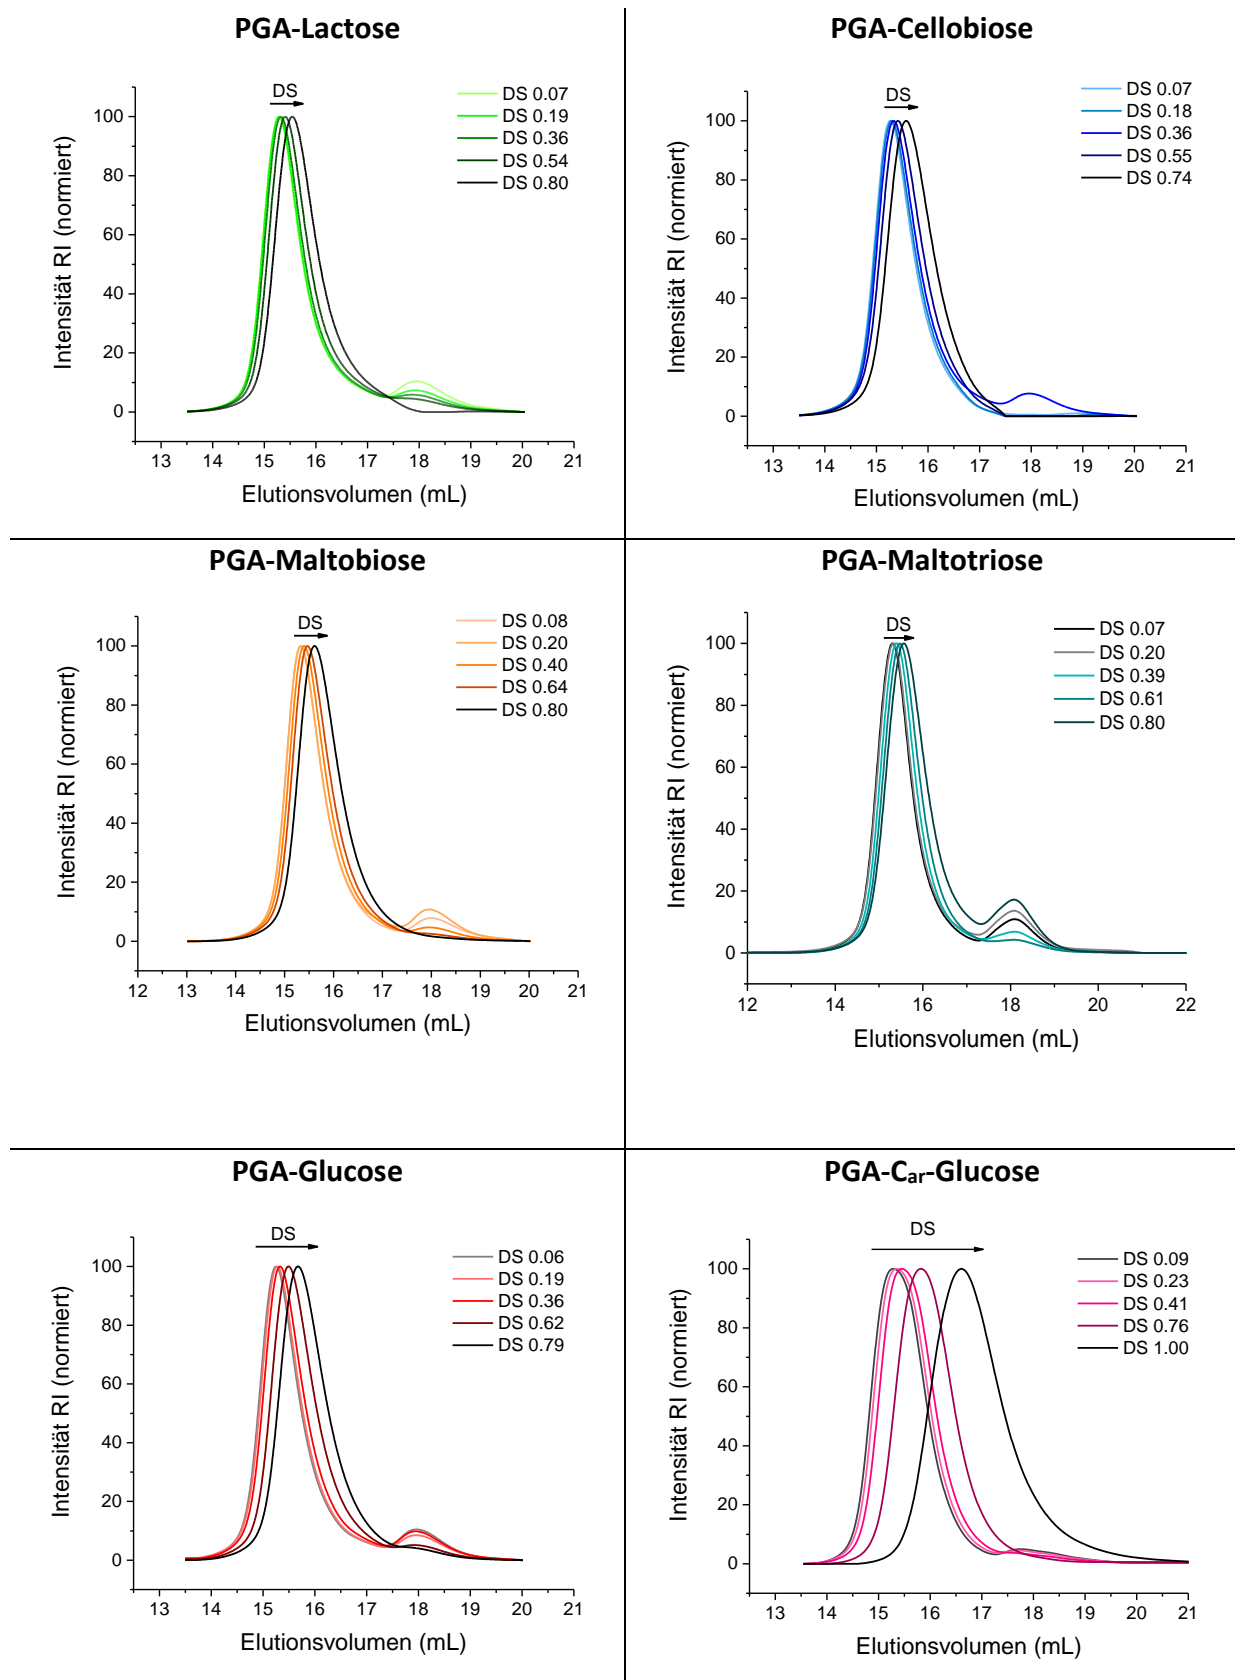 PGA-Lactose
DS
DS 0.07
DS 0.19
DS 0.36
DS 0.54
DS 0.80
100
80
60
40
20
0
Intensität RI (normiert)
13 14 15 16 17 18 19 20 21
Elutionsvolumen (mL)
PGA-Cellobiose
DS
DS 0.07
DS 0.18
DS 0.36
DS 0.55
DS 0.74
100
80
60
40
20
0
Intensität RI (normiert)
13 14 15 16 17 18 19 20 21
Elutionsvolumen (mL)
PGA-Maltobiose
DS
DS 0.08
DS 0.20
DS 0.40
DS 0.64
DS 0.80
100
80
60
40
20
0
Intensität RI (normiert)
12 13 14 15 16 17 18 19 20 21
Elutionsvolumen (mL)
PGA-Maltotriose
DS
DS 0.07
DS 0.20
DS 0.39
DS 0.61
DS 0.80
100
80
60
40
20
0
Intensität RI (normiert)
12 14 16 18 20 22
Elutionsvolumen (mL)
PGA-Glucose
DS
DS 0.06
DS 0.19
DS 0.36
DS 0.62
DS 0.79
100
80
60
40
20
0
Intensität RI (normiert)
13 14 15 16 17 18 19 20 21
Elutionsvolumen (mL)
PGA-Car-Glucose
DS
DS 0.09
DS 0.23
DS 0.41
DS 0.76
DS 1.00
100
80
60
40
20
0
Intensität RI (normiert)
13 14 15 16 17 18 19 20 21
Elutionsvolumen (mL)